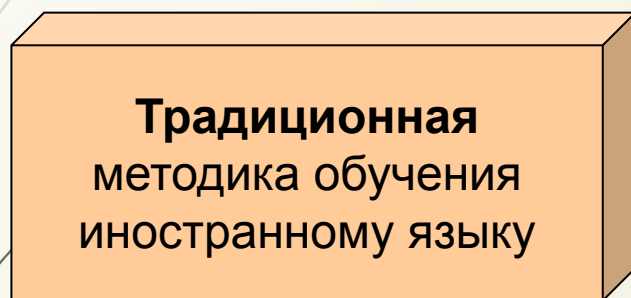 Традиционная
методика обучения
иностранному языку